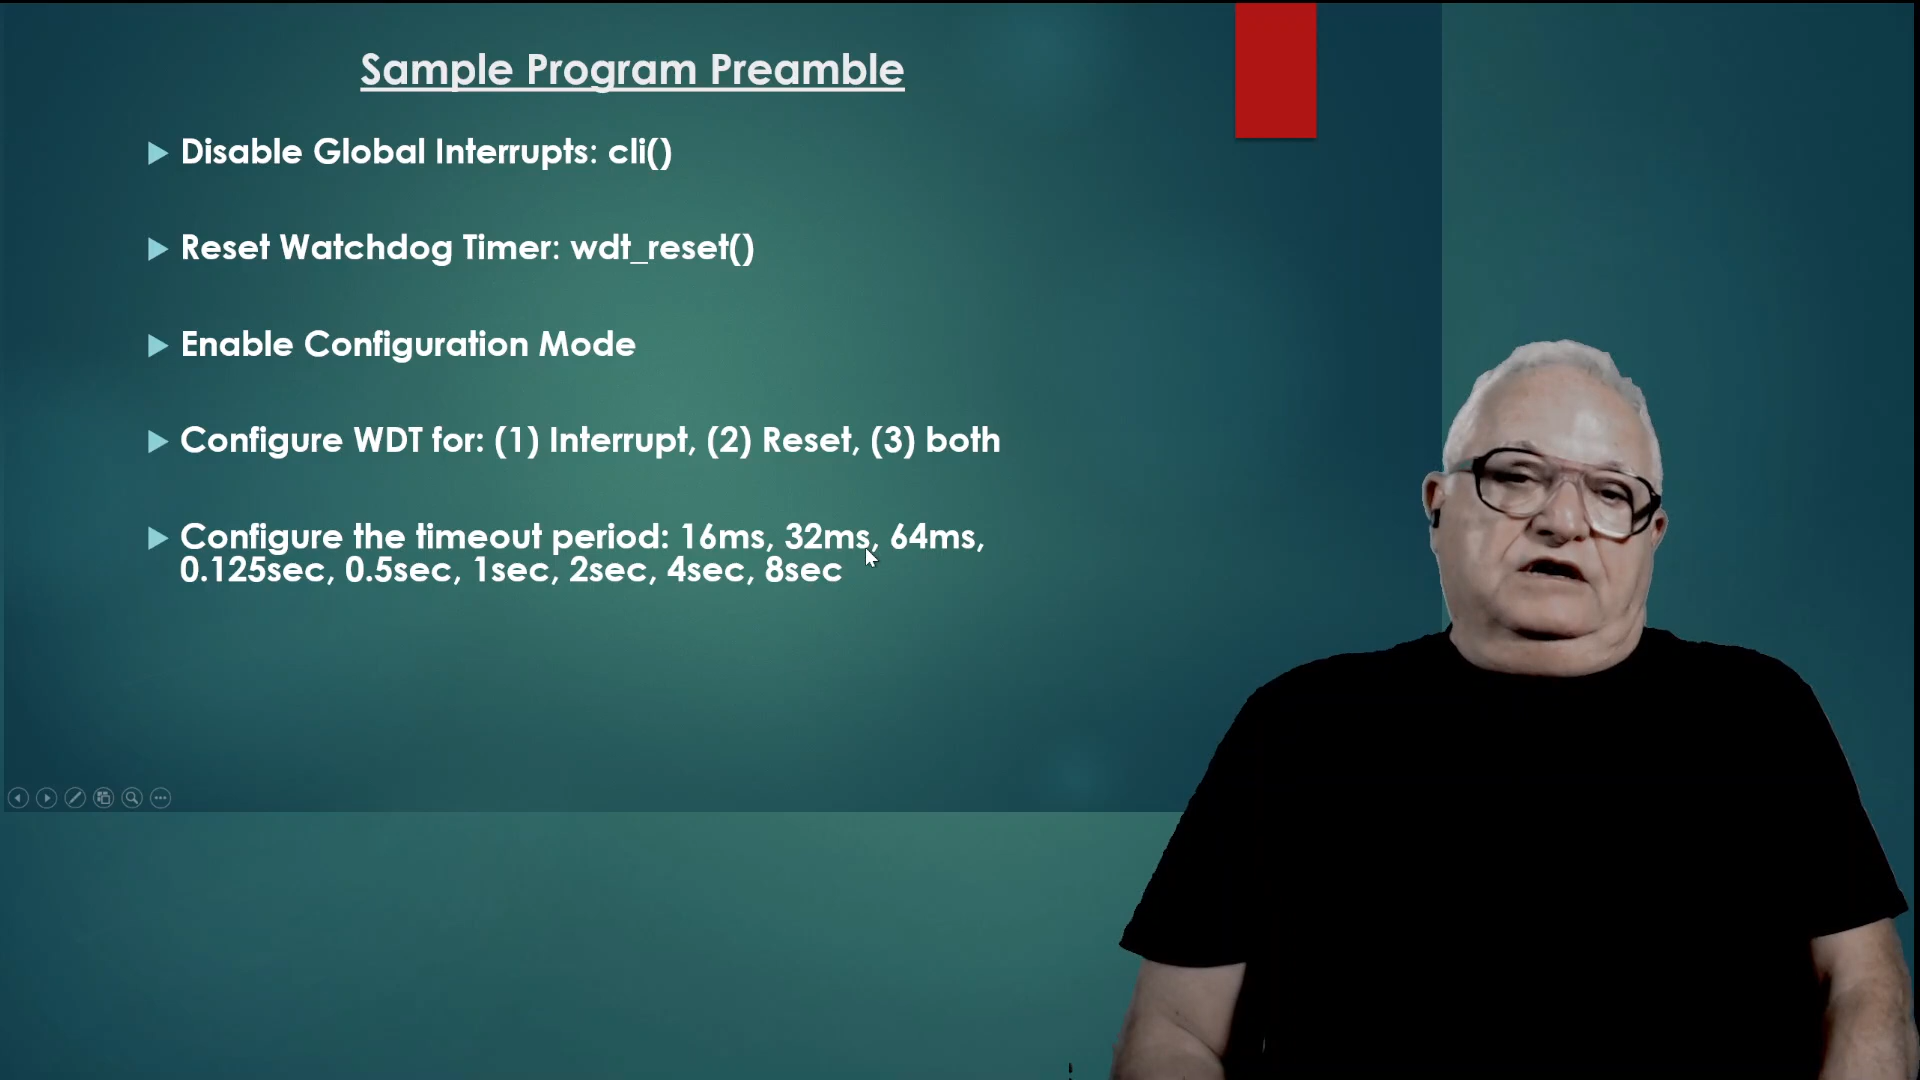 Sample Program Preamble
Disable Global Interrupts: cli()
Reset Watchdog Timer: wdt_reset()
Enable Configuration Mode
Configure WDT for: (1) Interrupt, (2) Reset, (3) both
Configure the timeout period: 16ms, 32ms, 64ms,
0.125sec, 0.5sec, 1sec, 2sec, 4sec, 8sec